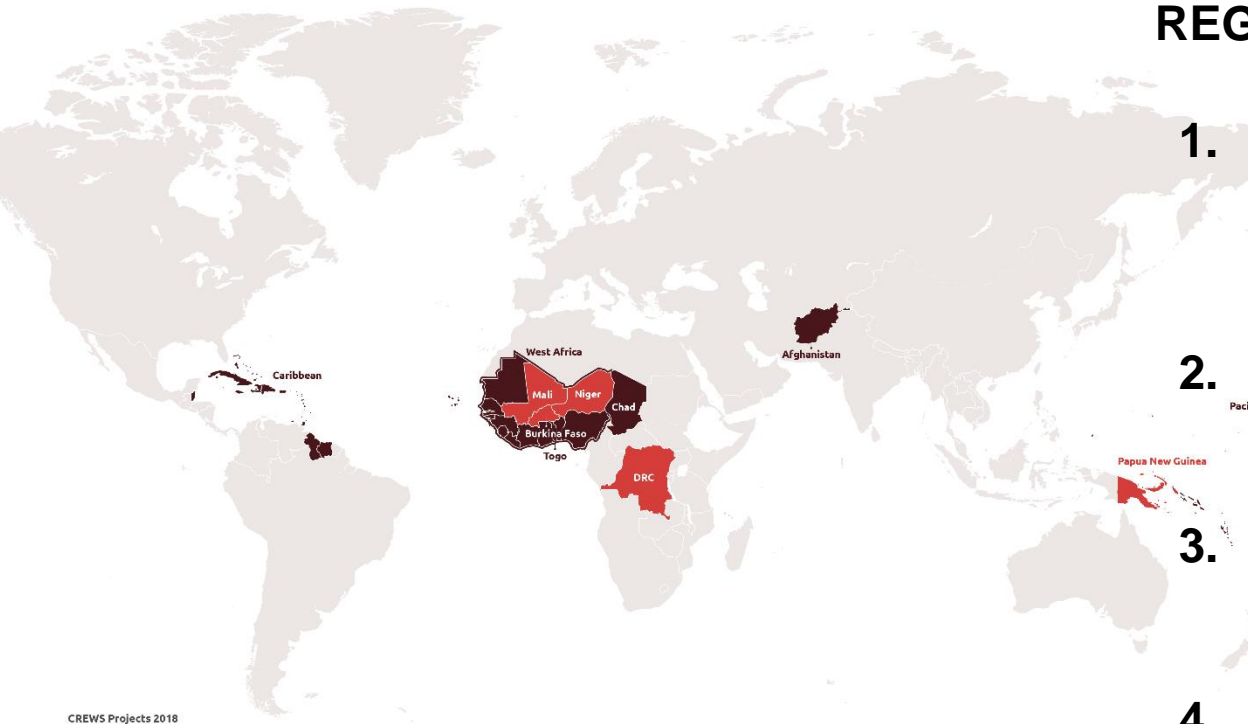 REG
1.
West Africa
Afghanistan
2.
Caribbean
Mali
Niger
Chad
Paci
Burkina Faso
Togo
Papua New Guinea
DRC
3.
4.
CREWS Projects 2018